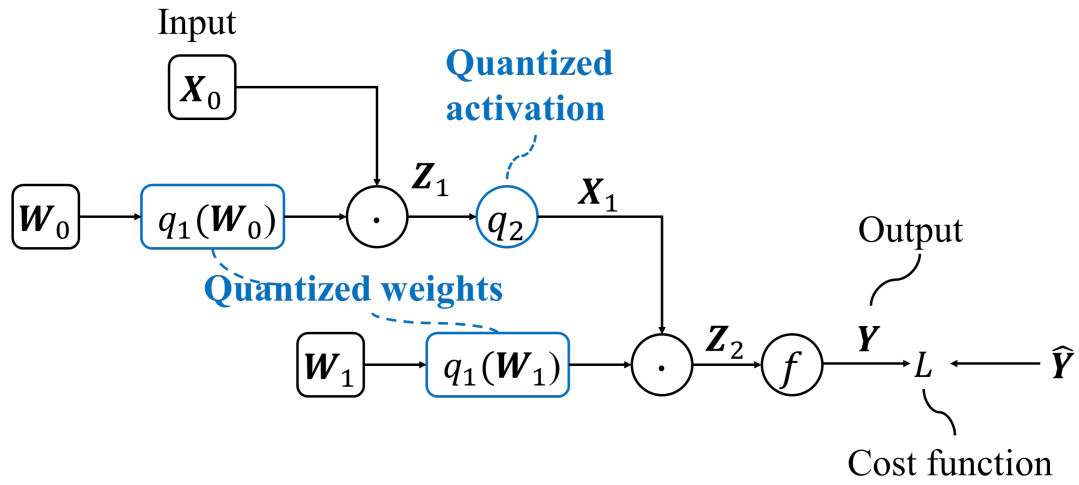 Input
X₀
Quantized
activation
W₀
q₁(W₀)
·
Z₁
q₂
X₁
Output
Quantized weights
W₁
q₁(W₁)
·
Z₂
f
Y
L
Ŷ
Cost function